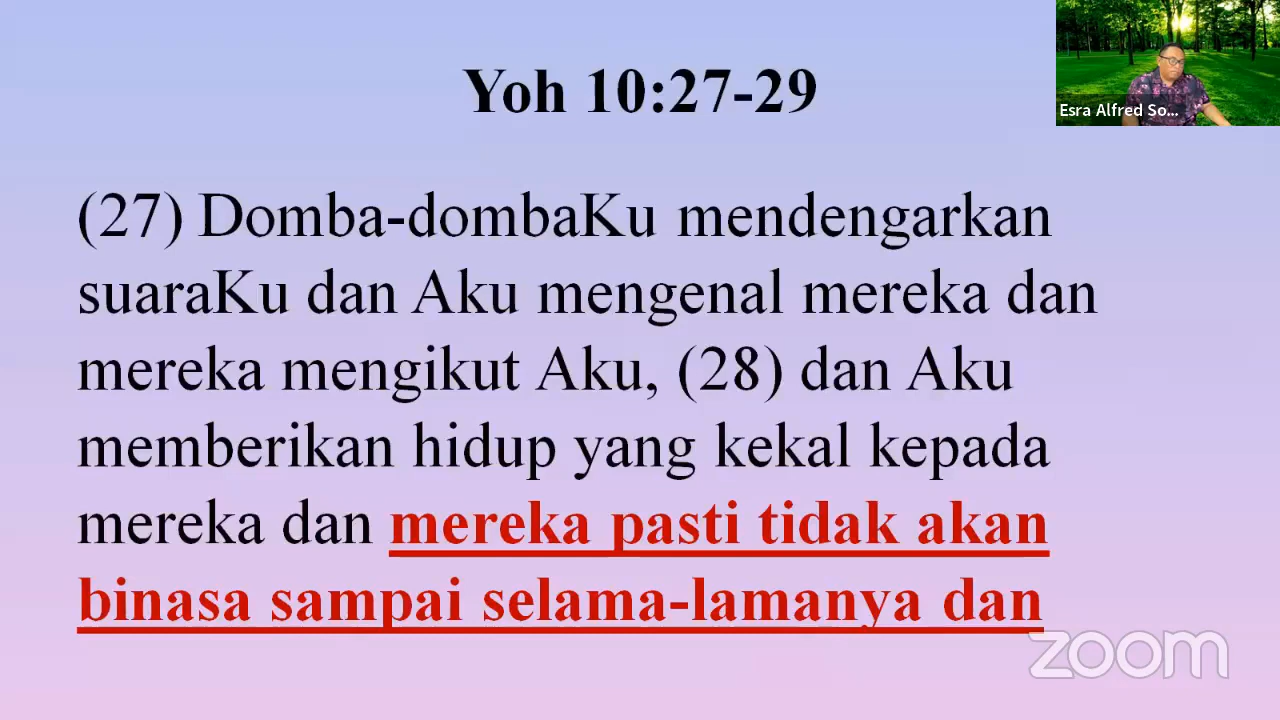 Yoh 10:27-29
Esra Alfred So...
(27) Domba-dombaKu mendengarkan
suaraKu dan Aku mengenal mereka dan
mereka mengikut Aku, (28) dan Aku
memberikan hidup yang kekal kepada
mereka dan mereka pasti tidak akan
binasa sampai selama-lamanya dan
zoom